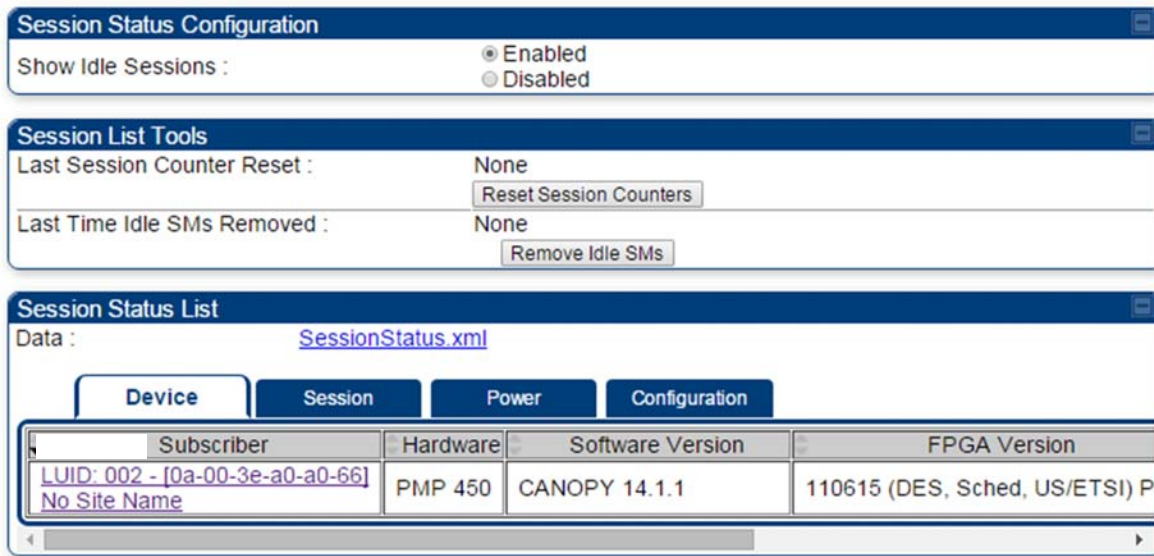 Session Status Configuration
Show Idle Sessions :
Enabled
Disabled
Session List Tools
Last Session Counter Reset :
None
Reset Session Counters
Last Time Idle SMs Removed :
None
Remove Idle SMs
Session Status List
Data :
SessionStatus.xml
Device
Session
Power
Configuration
Subscriber
Hardware
Software Version
FPGA Version
LUID: 002 - [0a-00-3e-a0-a0-66]
No Site Name
PMP 450
CANOPY 14.1.1
110615 (DES, Sched, US/ETSI) P